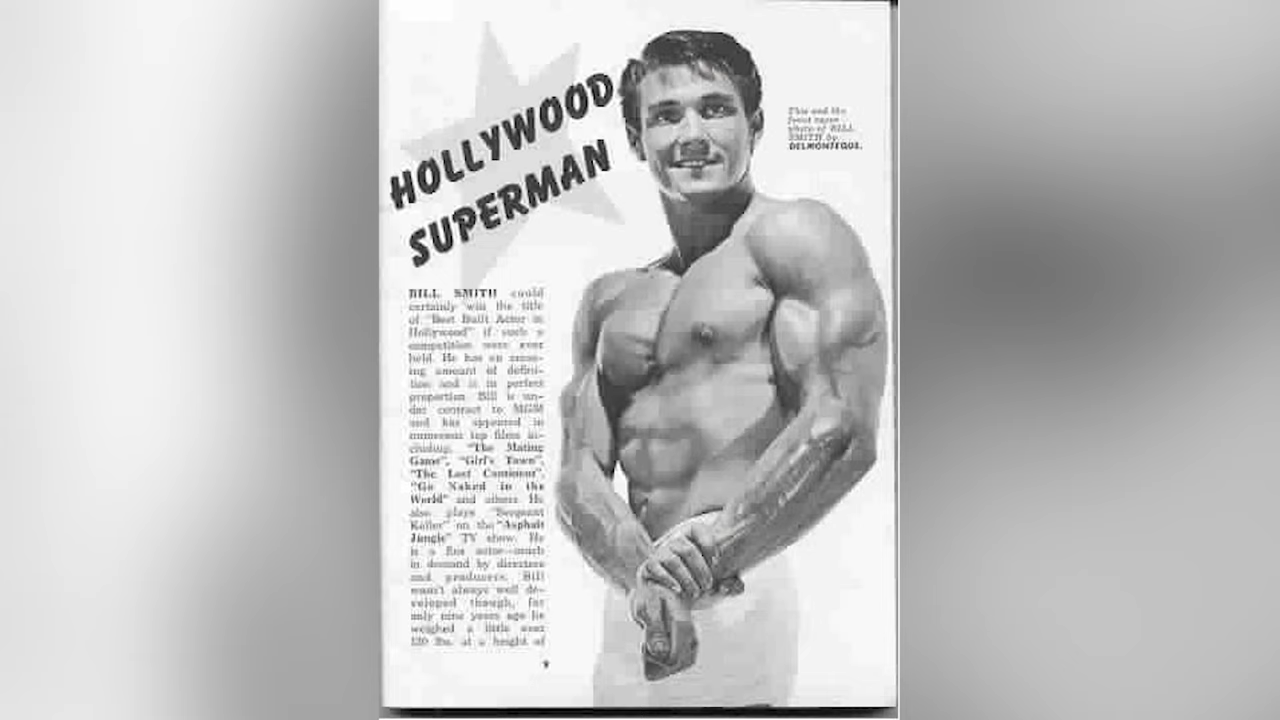 HOLLYWOOD
SUPERMAN
This and the
front cover
photo of BILL
SMITH by
DELMONTEQUE.
BILL SMITH could
certainly win the title
of "Best Built Actor in
Hollywood" if such a
competition were ever
held. He has an amaz-
ing amount of defini-
tion and is in perfect
proportion. Bill is un-
der contract to MGM
and has appeared in
numerous top films in-
cluding, "The Mating
Game", "Girl's Town",
"The Lost Continent",
"Go Naked in the
World" and others. He
also plays "Sergeant
Keller" on the "Asphalt
Jungle" TV show. He
is a fine actor—much
in demand by directors
and producers. Bill
wasn't always well de-
veloped though, for
only nine years ago he
weighed a little over
120 lbs. at a height of
9